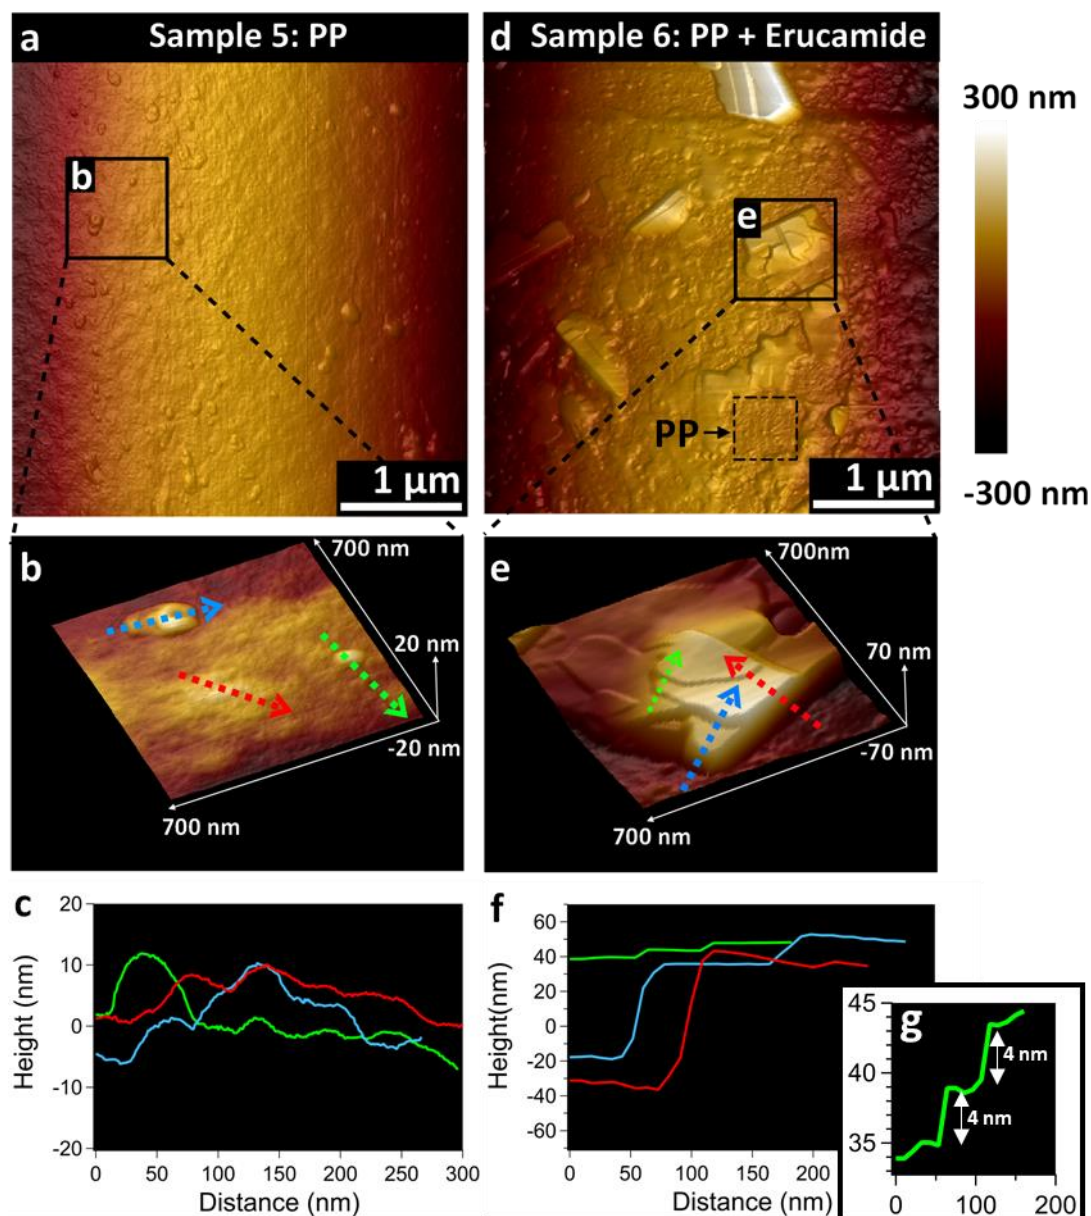 a Sample 5: PP
b
1 μm
d Sample 6: PP + Erucamide
e
PP
1 μm
300 nm
-300 nm
b
700 nm
20 nm
-20 nm
700 nm
e
700nm
70 nm
-70 nm
700 nm
c
Height (nm)
20
10
0
-10
-20
0 50 100 150 200 250 300
Distance (nm)
f
Height(nm)
60
40
20
0
-20
-40
-60
0 50 100 150 200
Distance (nm)
g
45
40
35
4 nm
4 nm
0 100 200